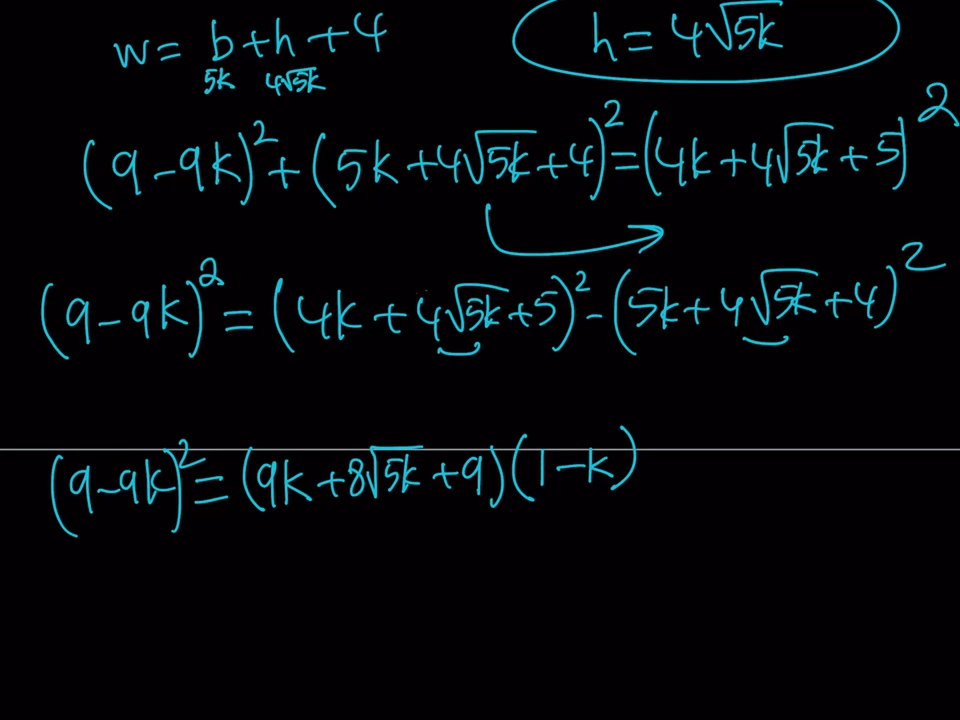 w = b + h + 4
5k 4√5k
h = 4√5k
(9 - 9k)² + (5k + 4√5k + 4)² = (4k + 4√5k + 5)²
(9 - 9k)² = (4k + 4√5k + 5)² - (5k + 4√5k + 4)²
(9 - 9k)² = (9k + 8√5k + 9)(1 - k)